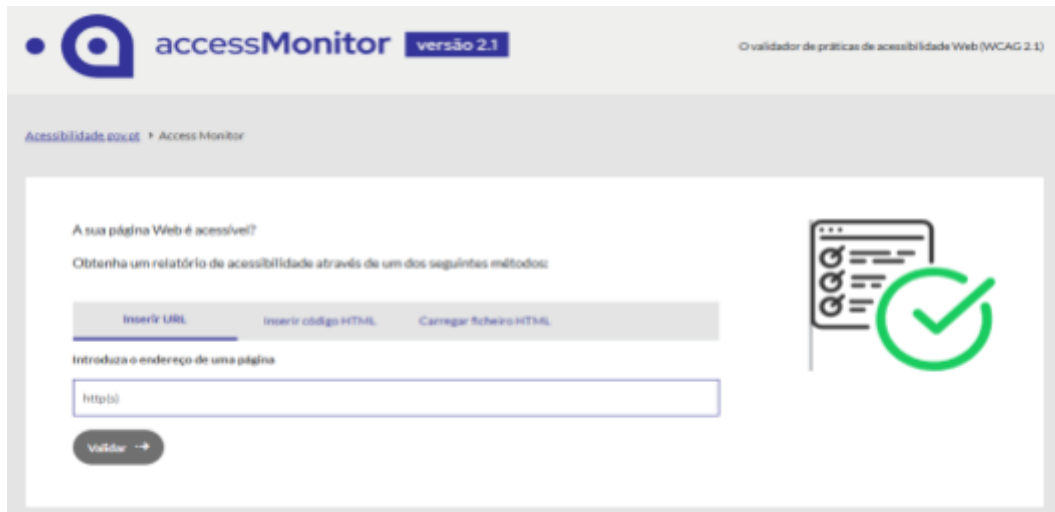 accessMonitor versão 2.1
O validador de práticas de acessibilidade Web (WCAG 2.1)
Acessibilidade.gov.pt › Access Monitor
A sua página Web é acessível?
Obtenha um relatório de acessibilidade através de um dos seguintes métodos:
Inserir URL Inserir código HTML Carregar ficheiro HTML
Introduza o endereço de uma página
http(s)
Validar →